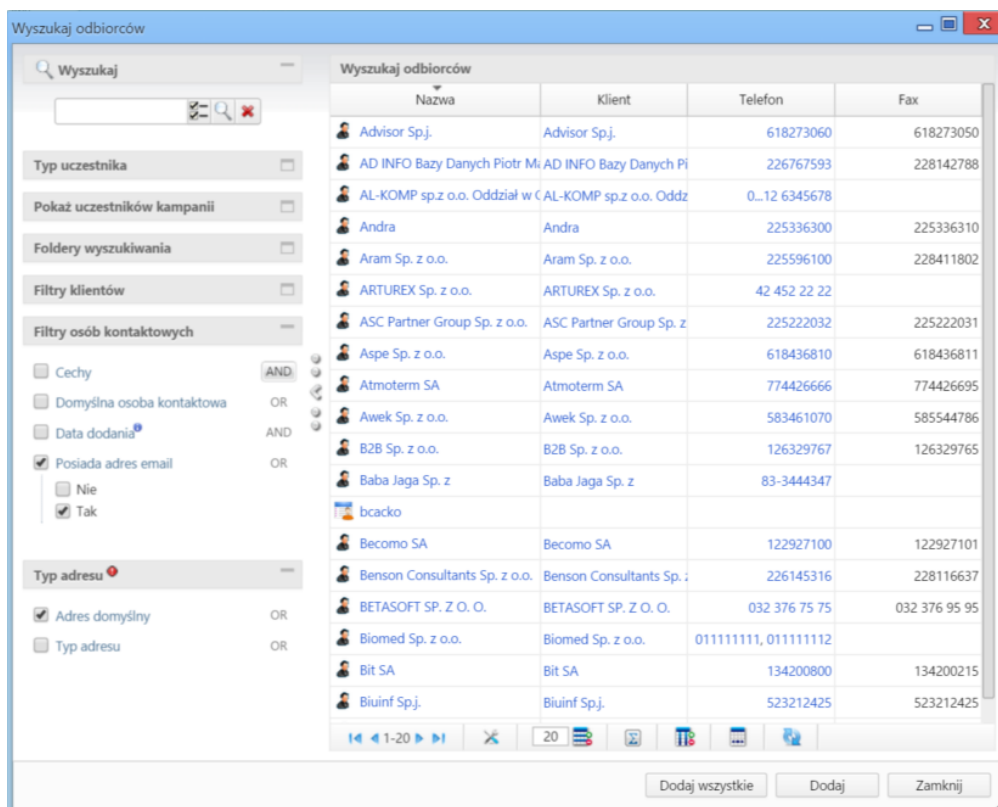 Wyszukaj odbiorców
Wyszukaj
Typ uczestnika
Pokaż uczestników kampanii
Foldery wyszukiwania
Filtry klientów
Filtry osób kontaktowych
Cechy AND
Domyślna osoba kontaktowa OR
Data dodania AND
Posiada adres email OR
Nie
Tak
Typ adresu
Adres domyślny OR
Typ adresu OR
Wyszukaj odbiorców
Nazwa Klient Telefon Fax
Advisor Sp.j. Advisor Sp.j. 618273060 618273050
AD INFO Bazy Danych Piotr AD INFO Bazy Danych Pi 226767593 228142788
AL-KOMP sp.z o.o. Oddział w AL-KOMP sp.z o.o. Oddz 0...12 6345678
Andra Andra 225336300 225336310
Aram Sp. z o.o. Aram Sp. z o.o. 225596100 228411802
ARTUREX Sp. z o.o. ARTUREX Sp. z o.o. 42 452 22 22
ASC Partner Group Sp. z o.o. ASC Partner Group Sp. z 225222032 225222031
Aspe Sp. z o.o. Aspe Sp. z o.o. 618436810 618436811
Atmoterm SA Atmoterm SA 774426666 774426695
Awek Sp. z o.o. Awek Sp. z o.o. 583461070 585544786
B2B Sp. z o.o. B2B Sp. z o.o. 126329767 126329765
Baba Jaga Sp. z Baba Jaga Sp. z 83-3444347
bcacko
Becomo SA Becomo SA 122927100 122927101
Benson Consultants Sp. z o.o. Benson Consultants Sp. 226145316 228116637
BETASOFT SP. Z O. O. BETASOFT SP. Z O. O. 032 376 75 75 032 376 95 95
Biomed Sp. z o.o. Biomed Sp. z o.o. 011111111, 011111112
Bit SA Bit SA 134200800 134200215
Biuinf Sp.j. Biuinf Sp.j. 523212425 523212425
1-20 20
Dodaj wszystkie Dodaj Zamknij